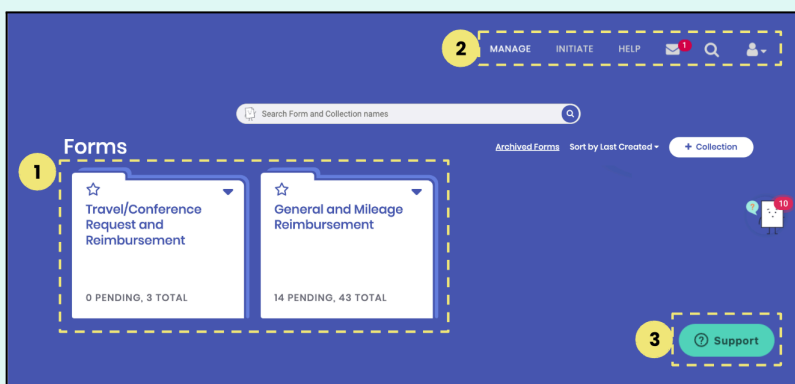 2
MANAGE INITIATE HELP 1
Search Form and Collection names
Forms
Archived Forms Sort by Last Created + Collection
1
Travel/Conference
Request and
Reimbursement
0 PENDING, 3 TOTAL
General and Mileage
Reimbursement
14 PENDING, 43 TOTAL
? 10
3
? Support